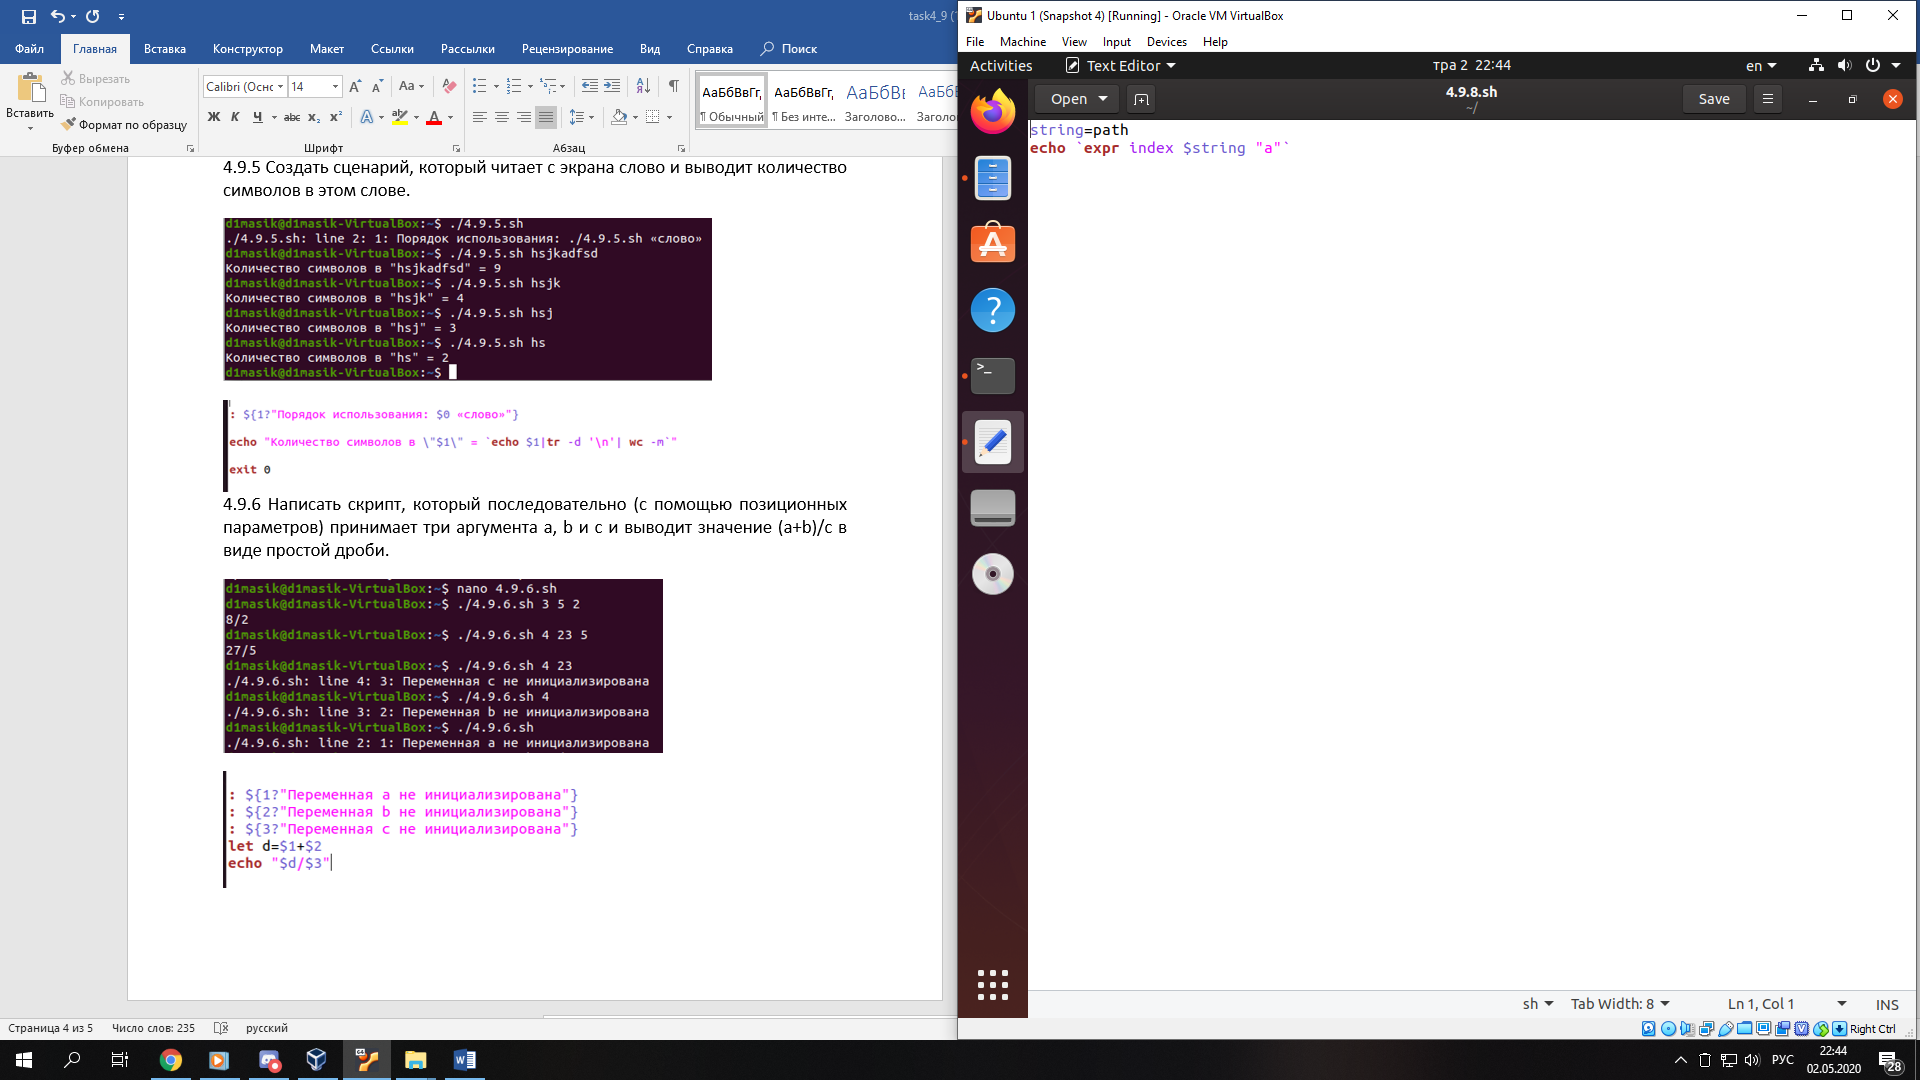 task4_9 (
Файл Главная Вставка Конструктор Макет Ссылки Рассылки Рецензирование Вид Справка Поиск
Вставить
Вырезать
Копировать
Формат по образцу
Буфер обмена
Calibri (Оснс 14
Aa
Ж К Ч abc x₂ x²
Шрифт
Абзац
АаБбВвГг, АаБбВвГг, АаБбВв АаБбВ
¶ Обычный ¶ Без инте... Заголово... Заголово
4.9.5 Создать сценарий, который читает с экрана слово и выводит количество
символов в этом слове.
d1masik@d1masik-VirtualBox:~$ ./4.9.5.sh
./4.9.5.sh: line 2: 1: Порядок использования: ./4.9.5.sh «слово»
d1masik@d1masik-VirtualBox:~$ ./4.9.5.sh hsjkadfsd
Количество символов в "hsjkadfsd" = 9
d1masik@d1masik-VirtualBox:~$ ./4.9.5.sh hsjk
Количество символов в "hsjk" = 4
d1masik@d1masik-VirtualBox:~$ ./4.9.5.sh hsj
Количество символов в "hsj" = 3
d1masik@d1masik-VirtualBox:~$ ./4.9.5.sh hs
Количество символов в "hs" = 2
d1masik@d1masik-VirtualBox:~$
: ${1?"Порядок использования: $0 «слово»"}
echo "Количество символов в \"$1\" = `echo $1|tr -d '\n'| wc -m`"
exit 0
4.9.6 Написать скрипт, который последовательно (с помощью позиционных
параметров) принимает три аргумента a, b и c и выводит значение (a+b)/c в
виде простой дроби.
d1masik@d1masik-VirtualBox:~$ nano 4.9.6.sh
d1masik@d1masik-VirtualBox:~$ ./4.9.6.sh 3 5 2
8/2
d1masik@d1masik-VirtualBox:~$ ./4.9.6.sh 4 23 5
27/5
d1masik@d1masik-VirtualBox:~$ ./4.9.6.sh 4 23
./4.9.6.sh: line 4: 3: Переменная c не инициализирована
d1masik@d1masik-VirtualBox:~$ ./4.9.6.sh 4
./4.9.6.sh: line 3: 2: Переменная b не инициализирована
d1masik@d1masik-VirtualBox:~$ ./4.9.6.sh
./4.9.6.sh: line 2: 1: Переменная a не инициализирована
: ${1?"Переменная a не инициализирована"}
: ${2?"Переменная b не инициализирована"}
: ${3?"Переменная c не инициализирована"}
let d=$1+$2
echo "$d/$3"
Страница 4 из 5 Число слов: 235 русский
Ubuntu 1 (Snapshot 4) [Running] - Oracle VM VirtualBox
File Machine View Input Devices Help
Activities Text Editor тра 2 22:44 en
Open 4.9.8.sh Save
~/
string=path
echo `expr index $string "a"`
sh Tab Width: 8 Ln 1, Col 1 INS
Right Ctrl
РУС 22:44
02.05.2020
28